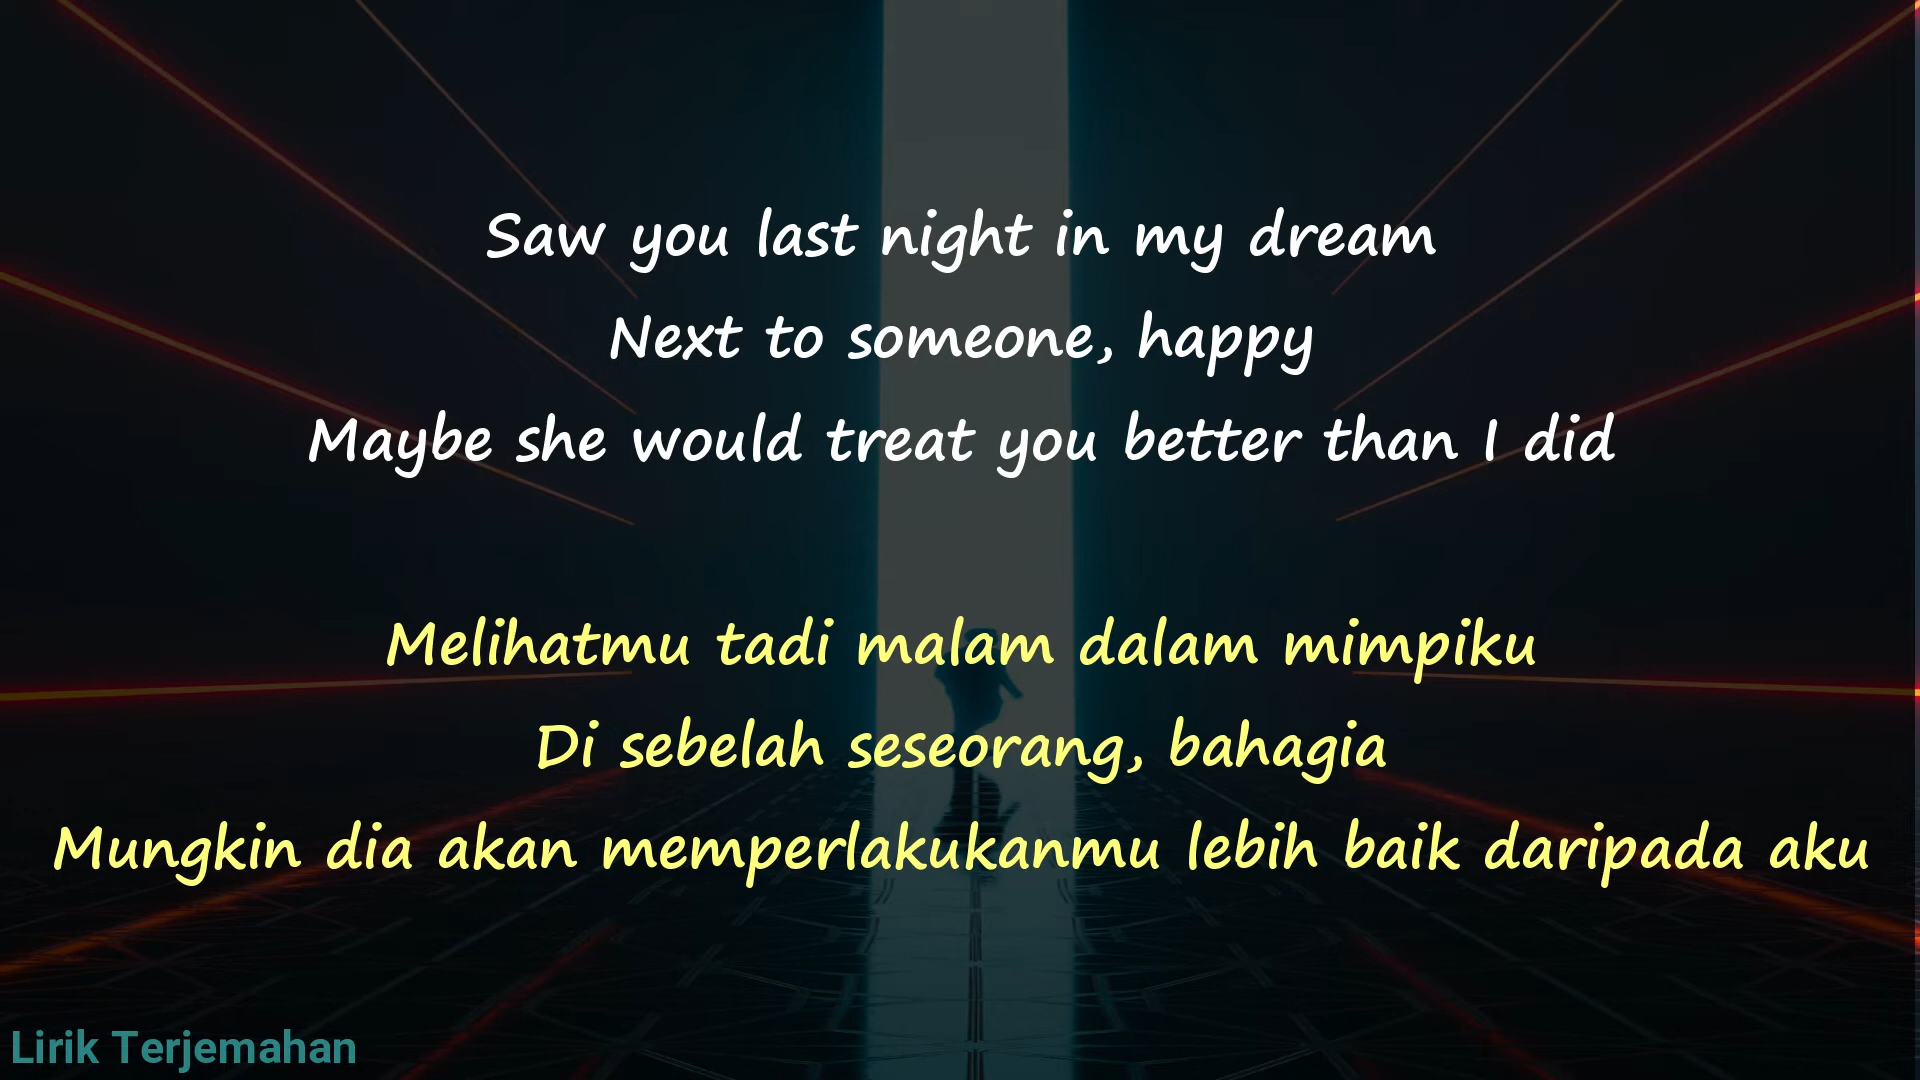 Saw you last night in my dream
Next to someone, happy
Maybe she would treat you better than I did
Melihatmu tadi malam dalam mimpiku
Di sebelah seseorang, bahagia
Mungkin dia akan memperlakukanmu lebih baik daripada aku
Lirik Terjemahan